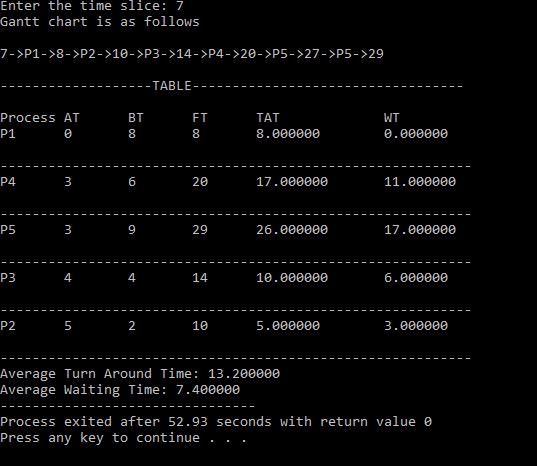 Enter the time slice: 7
Gantt chart is as follows
7->P1->8->P2->10->P3->14->P4->20->P5->27->P5->29
-------------------TABLE----------------------------------
Process AT BT FT TAT WT
P1 0 8 8 8.000000 0.000000
-----------------------------------------------------------
P4 3 6 20 17.000000 11.000000
-----------------------------------------------------------
P5 3 9 29 26.000000 17.000000
-----------------------------------------------------------
P3 4 4 14 10.000000 6.000000
-----------------------------------------------------------
P2 5 2 10 5.000000 3.000000
-----------------------------------------------------------
Average Turn Around Time: 13.200000
Average Waiting Time: 7.400000
--------------------------------
Process exited after 52.93 seconds with return value 0
Press any key to continue . . .